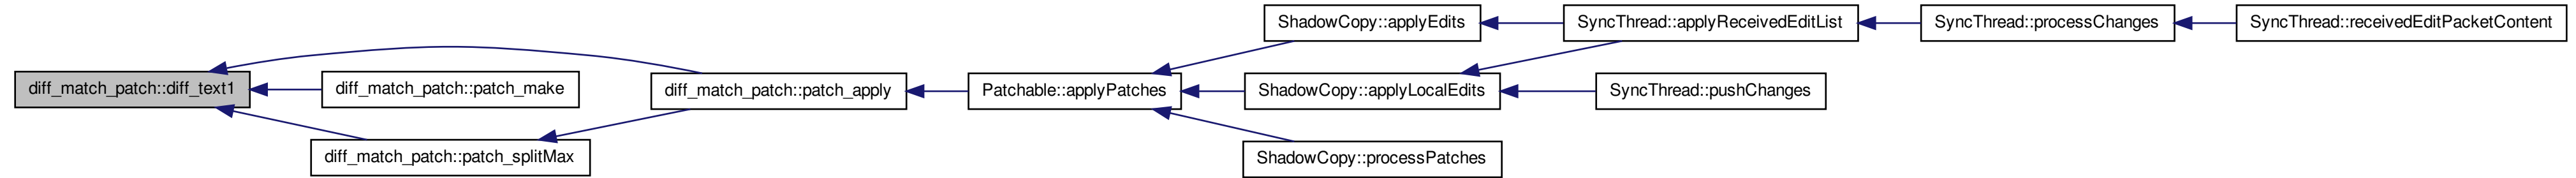 diff_match_patch::diff_text1
diff_match_patch::patch_make
diff_match_patch::patch_splitMax
diff_match_patch::patch_apply
Patchable::applyPatches
ShadowCopy::applyEdits
ShadowCopy::applyLocalEdits
ShadowCopy::processPatches
SyncThread::applyReceivedEditList
SyncThread::pushChanges
SyncThread::processChanges
SyncThread::receivedEditPacketContent